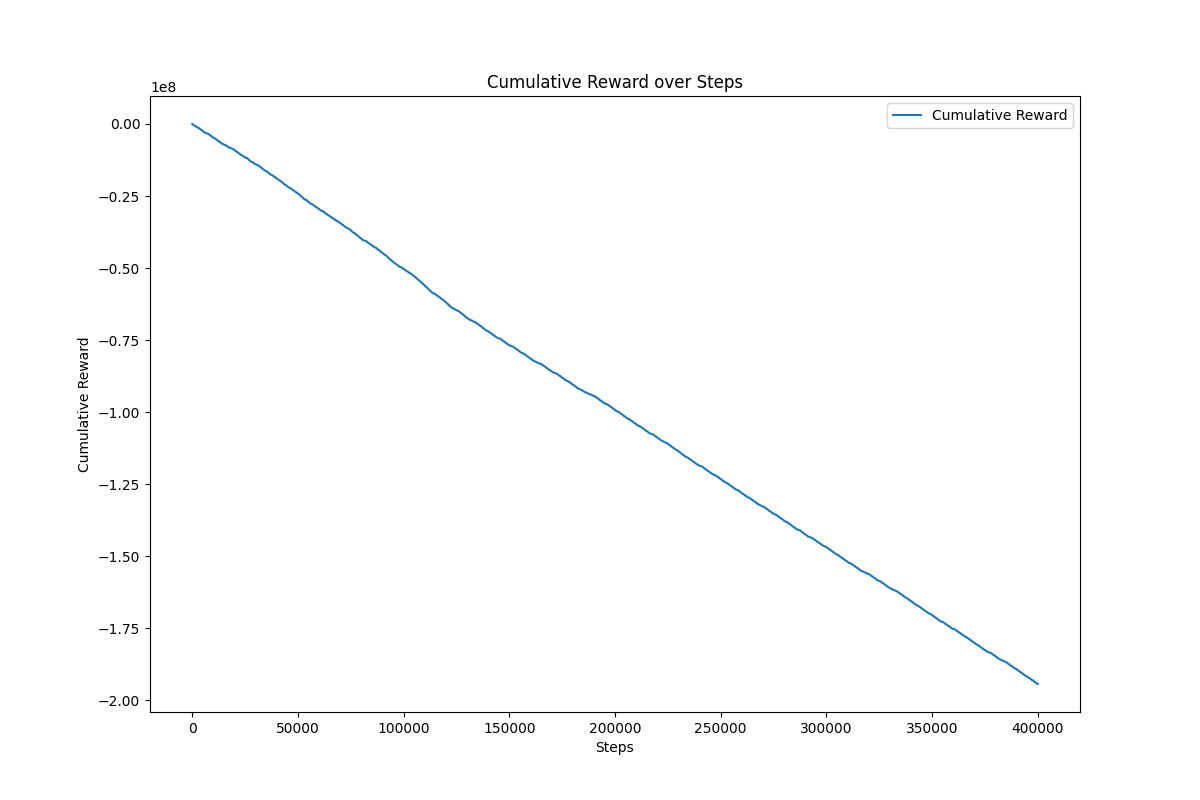 Cumulative Reward over Steps
1e8
Cumulative Reward
0.00
−0.25
−0.50
−0.75
−1.00
−1.25
−1.50
−1.75
−2.00
Cumulative Reward
0 50000 100000 150000 200000 250000 300000 350000 400000
Steps